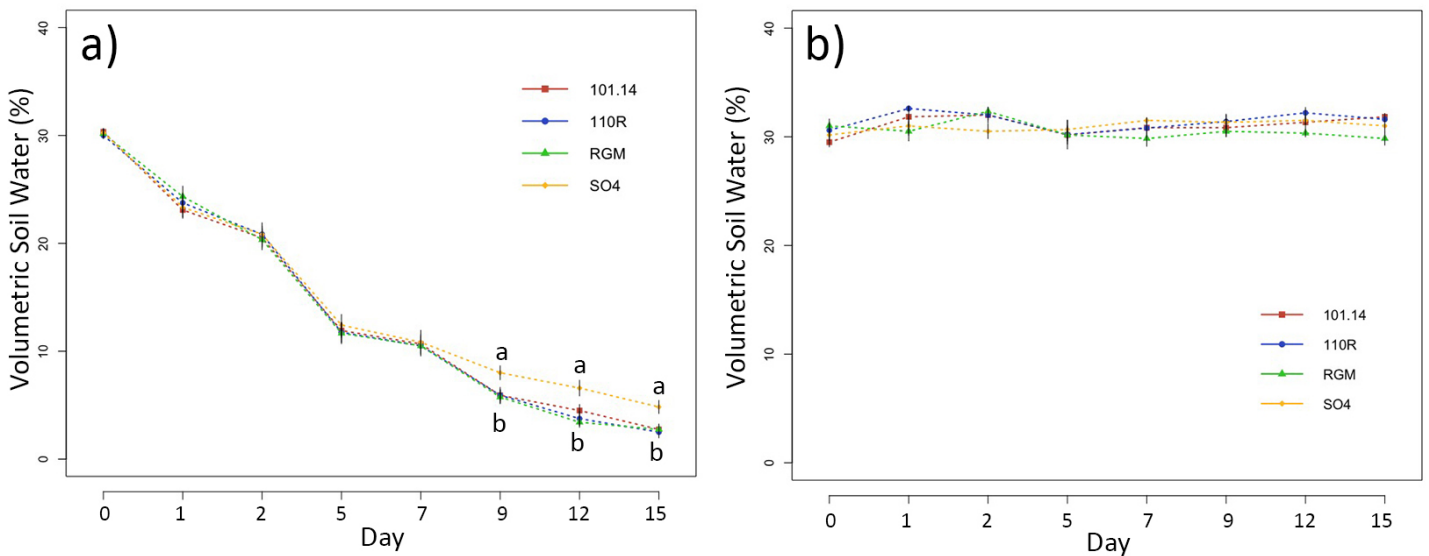 a)
Volumetric Soil Water (%)
40
30
20
10
0
101.14
110R
RGM
SO4
a
a
a
b
b
b
0 1 2 5 7 9 12 15
Day
b)
Volumetric Soil Water (%)
40
30
20
10
0
101.14
110R
RGM
SO4
0 1 2 5 7 9 12 15
Day